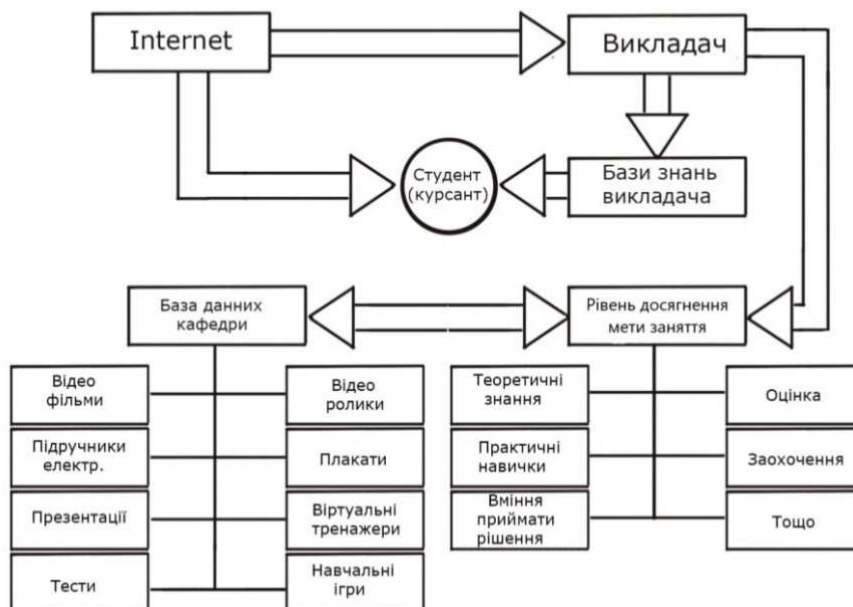 Internet
Викладач
Студент
(курсант)
Бази знань
викладача
База данних
кафедри
Рівень досягнення
мети заняття
Відео
фільми
Відео
ролики
Підручники
електр.
Плакати
Презентації
Віртуальні
тренажери
Тести
Навчальні
ігри
Теоретичні
знання
Оцінка
Практичні
навички
Заохочення
Вміння
приймати
рішення
Тощо